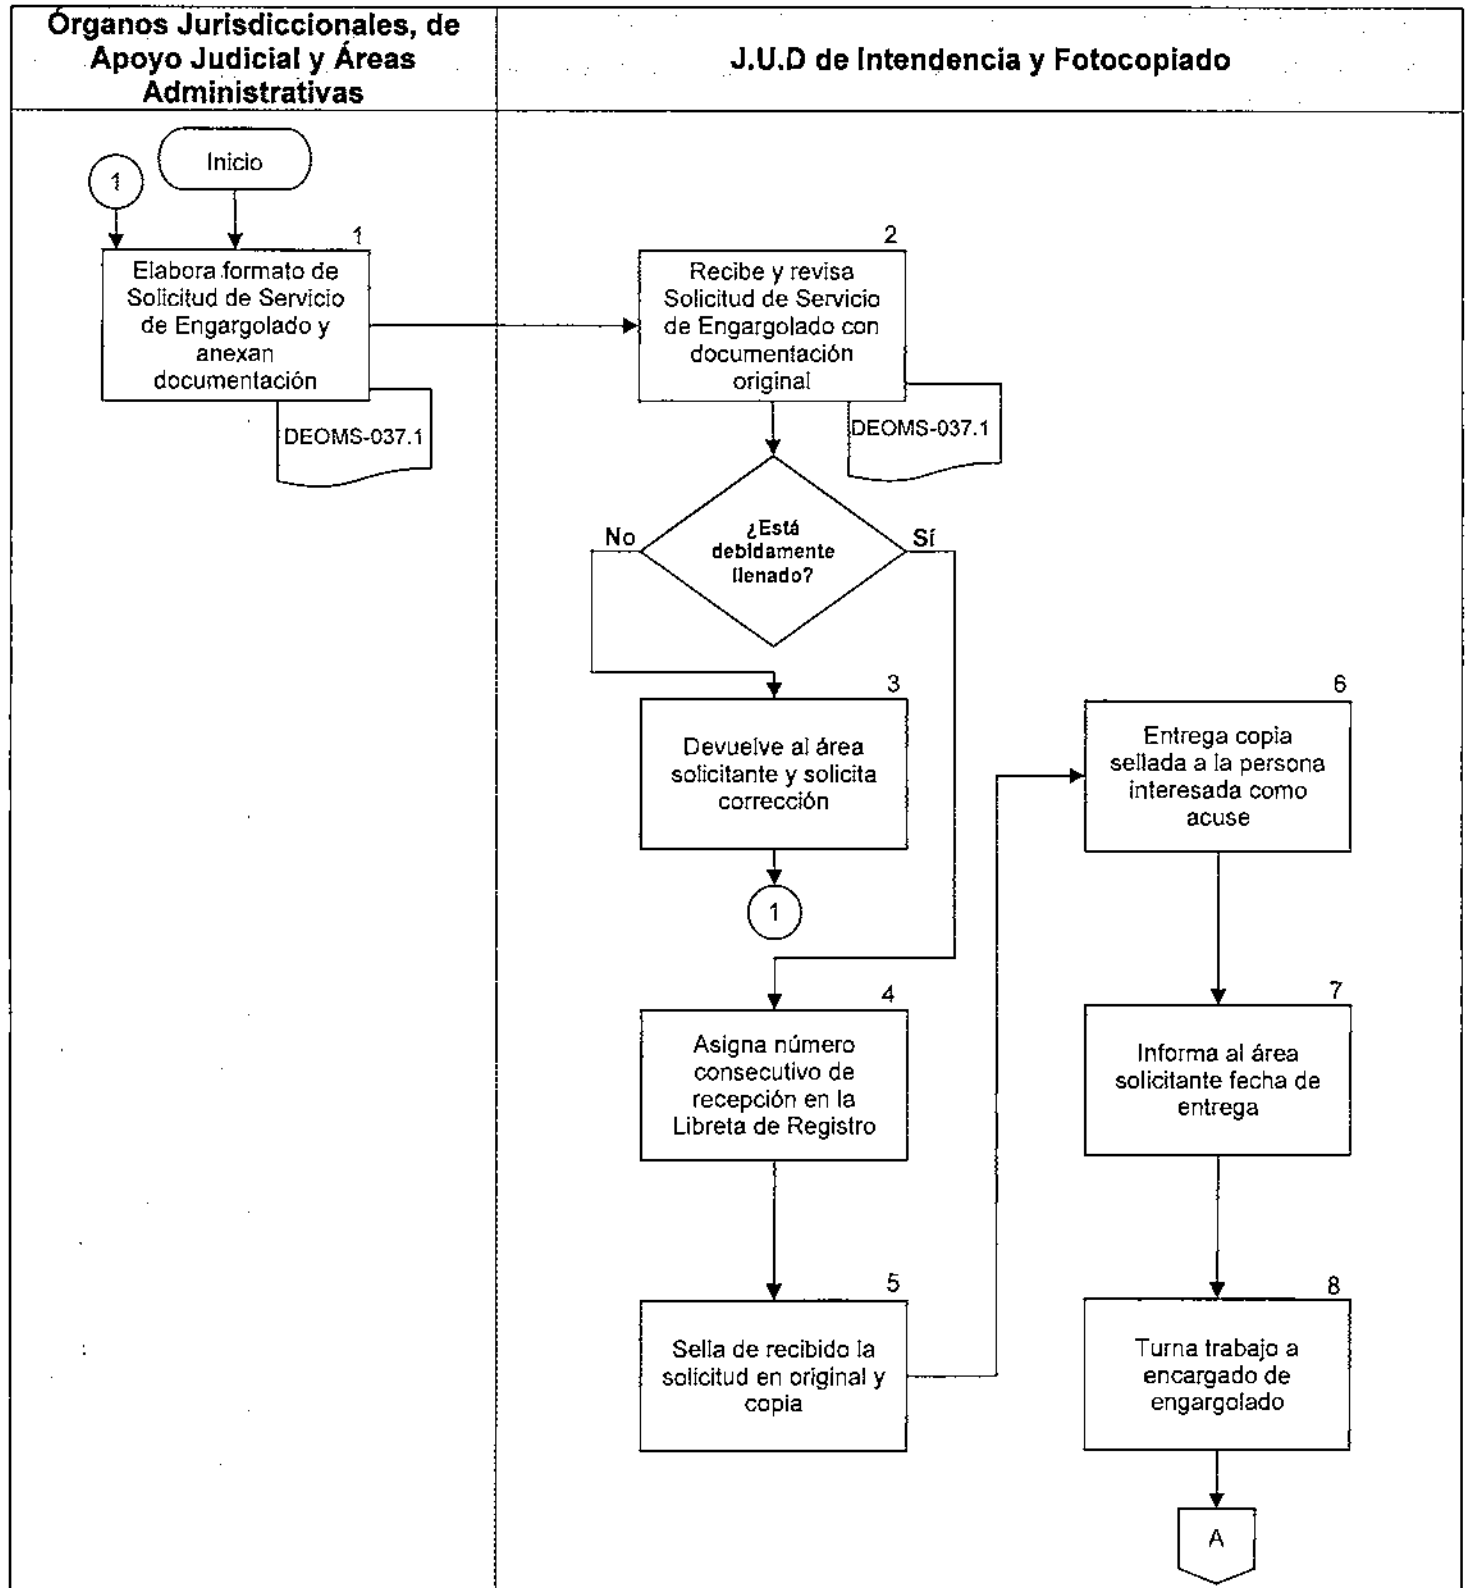 Órganos Jurisdiccionales, de
Apoyo Judicial y Áreas
Administrativas
J.U.D de Intendencia y Fotocopiado
Inicio
1
1
Elabora formato de
Solicitud de Servicio
de Engargolado y
anexan
documentación
DEOMS-037.1
2
Recibe y revisa
Solicitud de Servicio
de Engargolado con
documentación
original
DEOMS-037.1
¿Está
debidamente
llenado?
No
Sí
3
Devuelve al área
solicitante y solicita
corrección
1
4
Asigna número
consecutivo de
recepción en la
Libreta de Registro
5
Sella de recibido la
solicitud en original y
copia
6
Entrega copia
sellada a la persona
interesada como
acuse
7
Informa al área
solicitante fecha de
entrega
8
Turna trabajo a
encargado de
engargolado
A